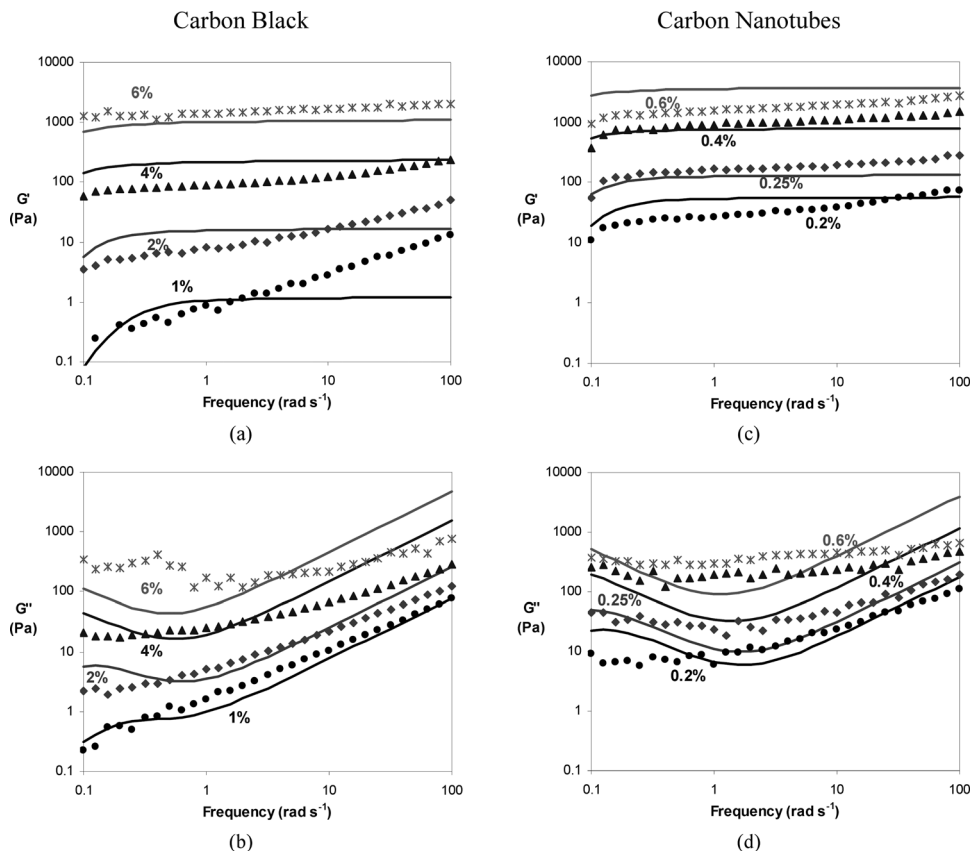 Carbon Black
Carbon Nanotubes
10000
1000
100
10
1
0.1
G'
(Pa)
6%
4%
2%
1%
0.1 1 10 100
Frequency (rad s⁻¹)
(a)
10000
1000
100
10
1
0.1
G'
(Pa)
0.6%
0.4%
0.25%
0.2%
0.1 1 10 100
Frequency (rad s⁻¹)
(c)
10000
1000
100
10
1
0.1
G''
(Pa)
6%
4%
2%
1%
0.1 1 10 100
Frequency (rad s⁻¹)
(b)
10000
1000
100
10
1
0.1
G''
(Pa)
0.6%
0.4%
0.25%
0.2%
0.1 1 10 100
Frequency (rad s⁻¹)
(d)